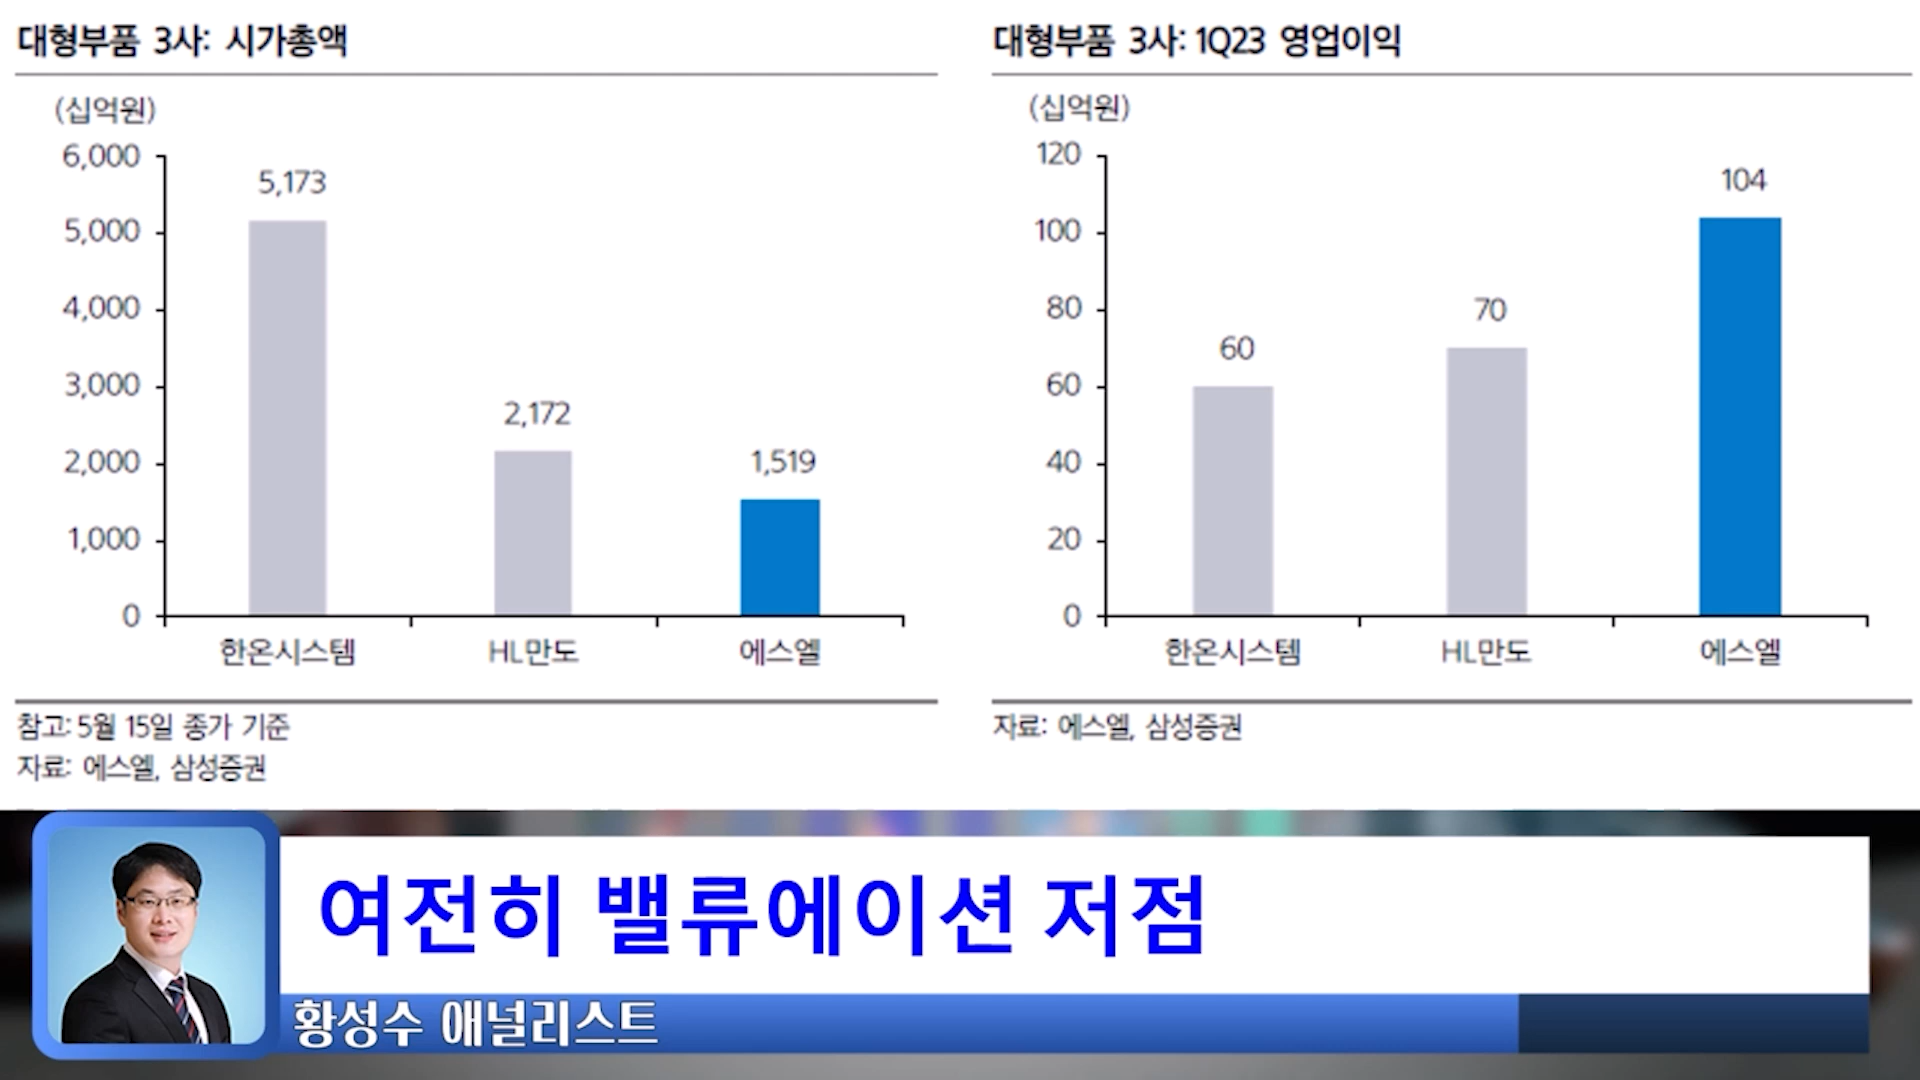 대형부품 3사: 시가총액
(십억원)
6,000
5,000
4,000
3,000
2,000
1,000
0
5,173
2,172
1,519
한온시스템
HL만도
에스엘
참고: 5월 15일 종가 기준
자료: 에스엘, 삼성증권
대형부품 3사: 1Q23 영업이익
(십억원)
120
100
80
60
40
20
0
60
70
104
한온시스템
HL만도
에스엘
자료: 에스엘, 삼성증권
여전히 밸류에이션 저점
황성수 애널리스트